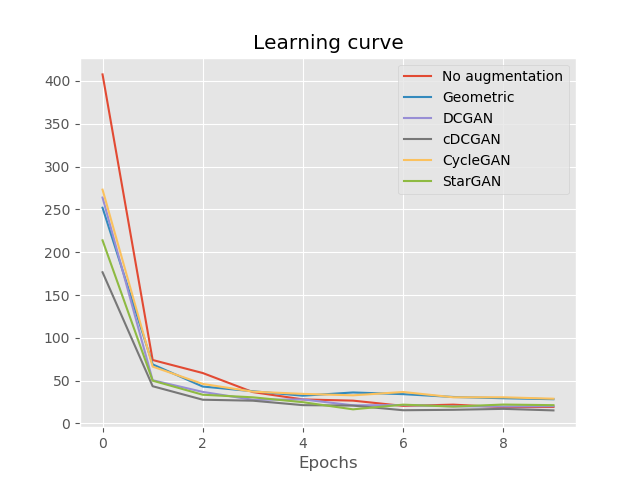 Learning curve
400
350
300
250
200
150
100
50
0
0 2 4 6 8
Epochs
No augmentation
Geometric
DCGAN
cDCGAN
CycleGAN
StarGAN